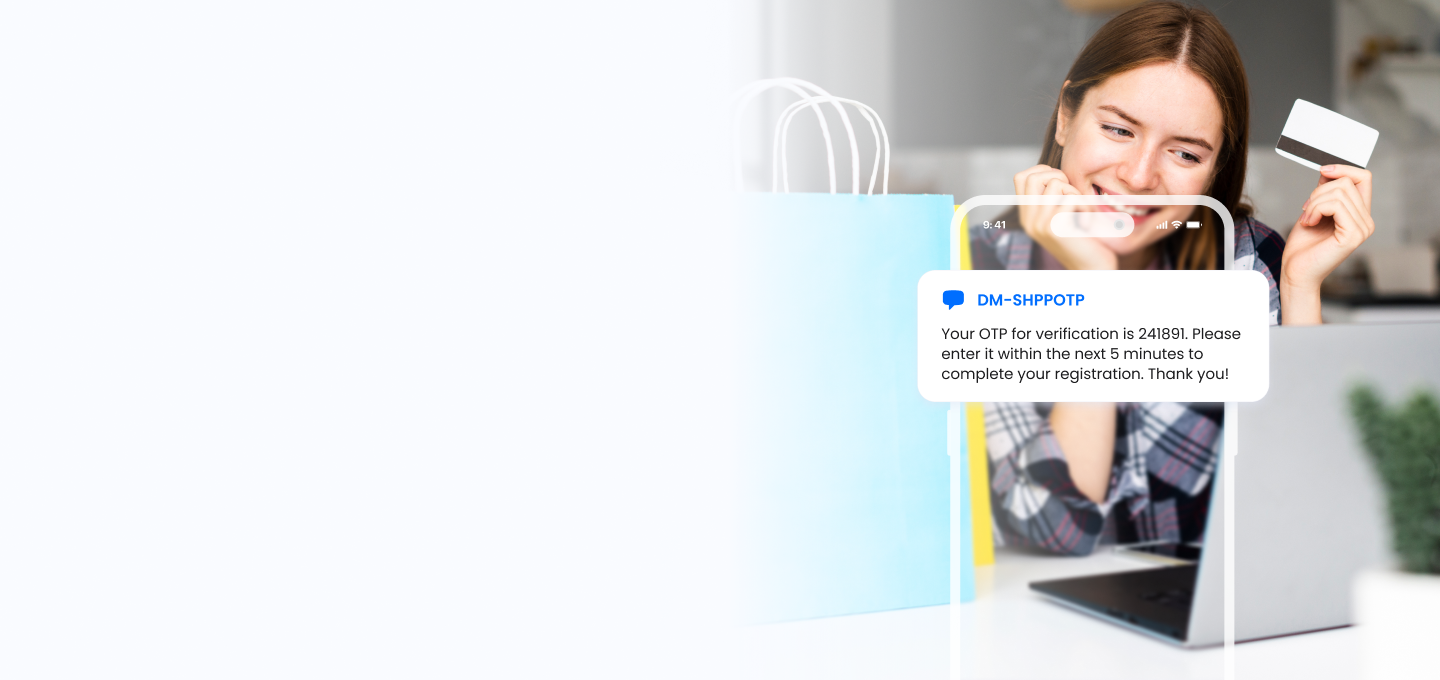 9:41
DM-SHPPOTP
Your OTP for verification is 241891. Please
enter it within the next 5 minutes to
complete your registration. Thank you!